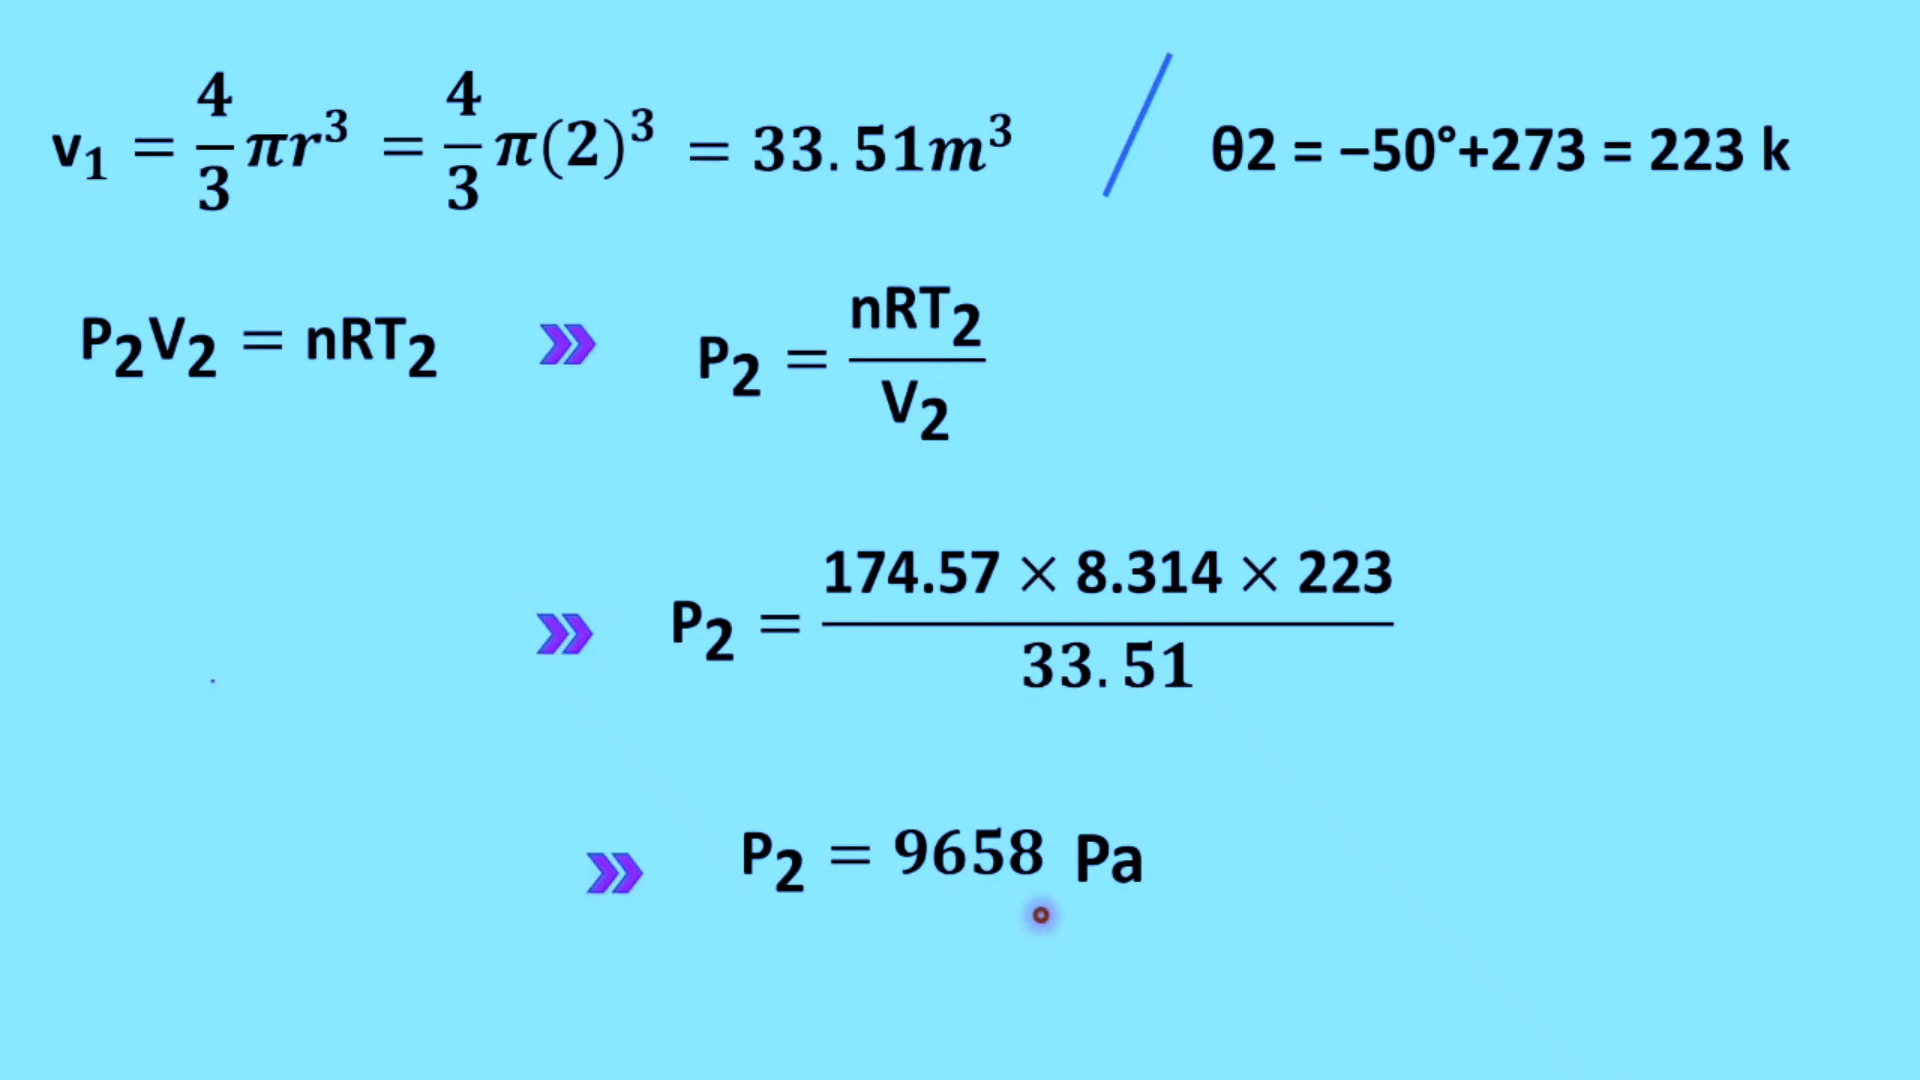 v₁ = 4/3 πr³ = 4/3 π(2)³ = 33.51m³ / θ2 = −50°+273 = 223 k
P₂V₂ = nRT₂ » P₂ = nRT₂/V₂
» P₂ = 174.57 × 8.314 × 223/33.51
» P₂ = 9658 Pa